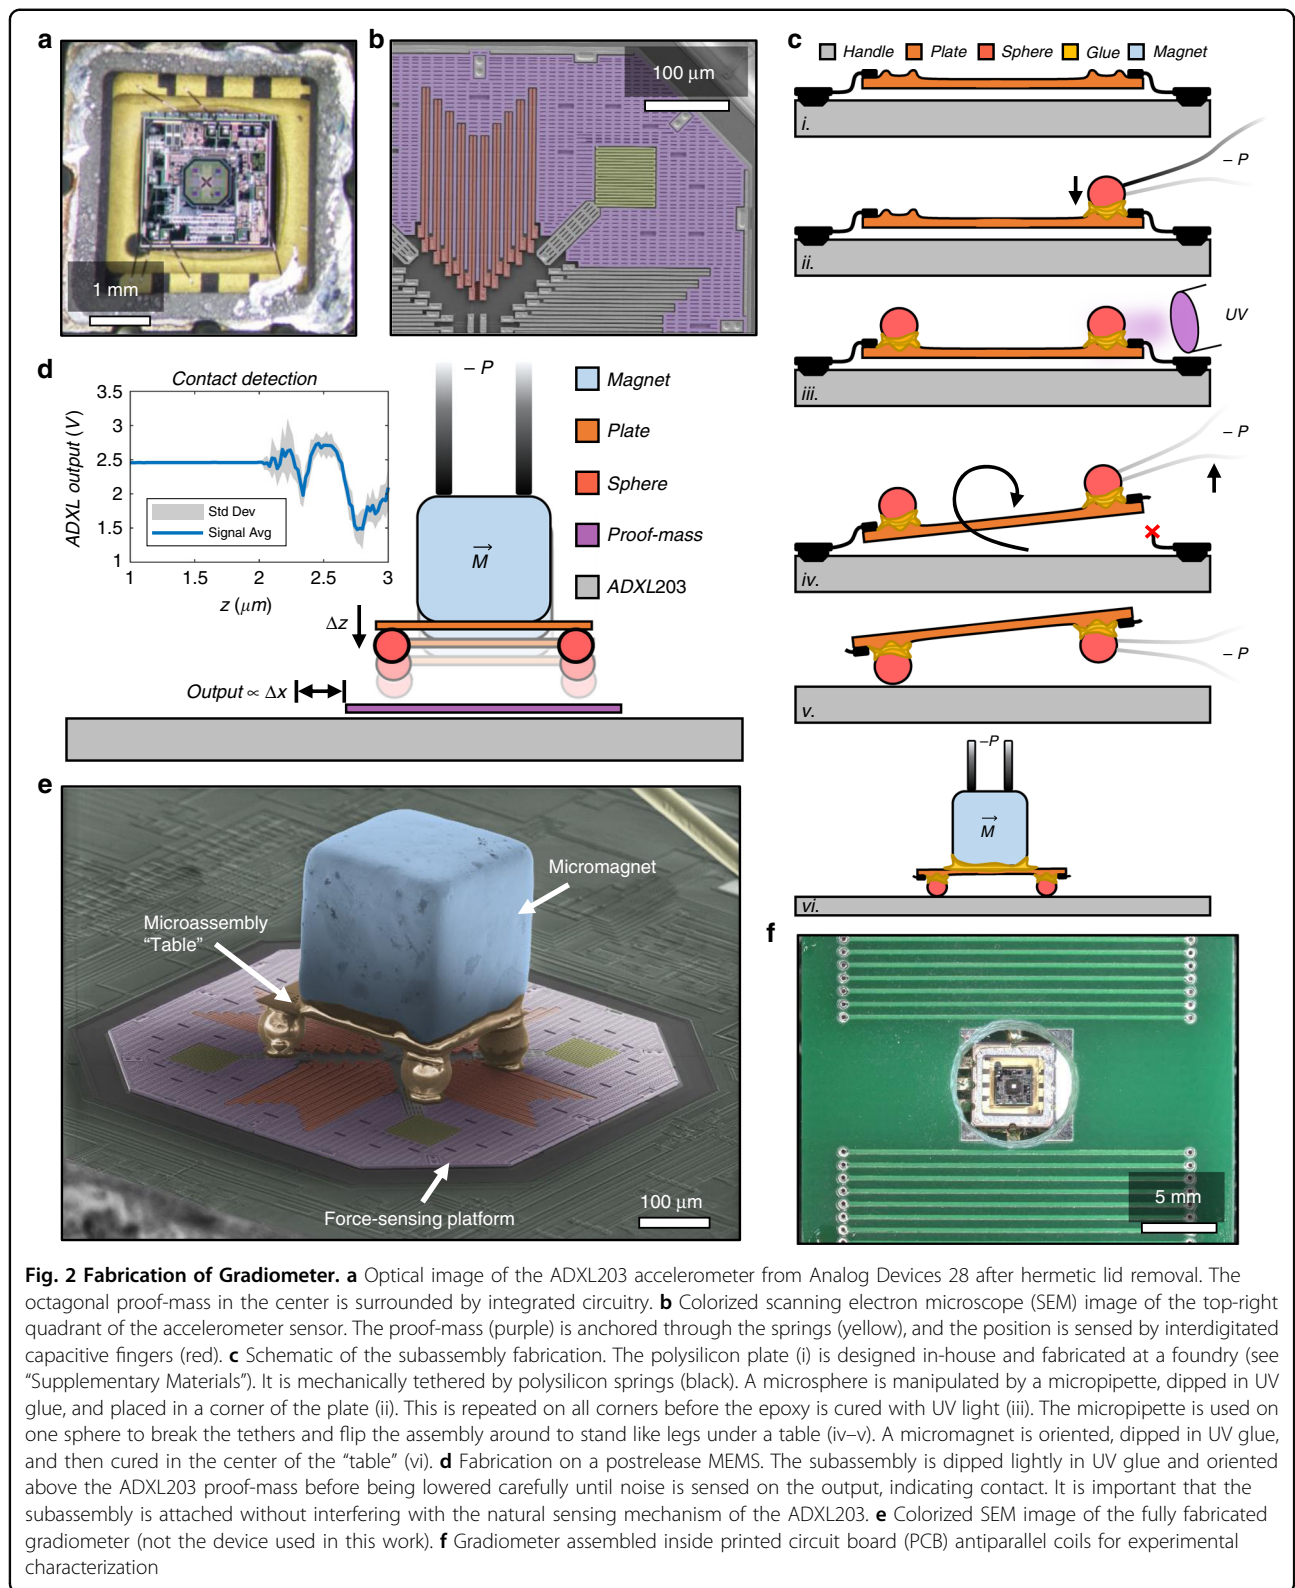 a
1 mm
b
100 μm
c
Handle Plate Sphere Glue Magnet
i.
– P
ii.
UV
iii.
– P
iv.
– P
v.
–P
M
vi.
d
Contact detection
3.5
3
2.5
2
1.5
1
ADXL output (V)
Std Dev
Signal Avg
1 1.5 2 2.5 3
z (μm)
– P
M
Δz
Output ∝ Δx
Magnet
Plate
Sphere
Proof-mass
ADXL203
e
Micromagnet
Microassembly
“Table”
Force-sensing platform
100 μm
f
5 mm
Fig. 2 Fabrication of Gradiometer. a Optical image of the ADXL203 accelerometer from Analog Devices 28 after hermetic lid removal. The
octagonal proof-mass in the center is surrounded by integrated circuitry. b Colorized scanning electron microscope (SEM) image of the top-right
quadrant of the accelerometer sensor. The proof-mass (purple) is anchored through the springs (yellow), and the position is sensed by interdigitated
capacitive fingers (red). c Schematic of the subassembly fabrication. The polysilicon plate (i) is designed in-house and fabricated at a foundry (see
“Supplementary Materials”). It is mechanically tethered by polysilicon springs (black). A microsphere is manipulated by a micropipette, dipped in UV
glue, and placed in a corner of the plate (ii). This is repeated on all corners before the epoxy is cured with UV light (iii). The micropipette is used on
one sphere to break the tethers and flip the assembly around to stand like legs under a table (iv–v). A micromagnet is oriented, dipped in UV glue,
and then cured in the center of the “table” (vi). d Fabrication on a postrelease MEMS. The subassembly is dipped lightly in UV glue and oriented
above the ADXL203 proof-mass before being lowered carefully until noise is sensed on the output, indicating contact. It is important that the
subassembly is attached without interfering with the natural sensing mechanism of the ADXL203. e Colorized SEM image of the fully fabricated
gradiometer (not the device used in this work). f Gradiometer assembled inside printed circuit board (PCB) antiparallel coils for experimental
characterization